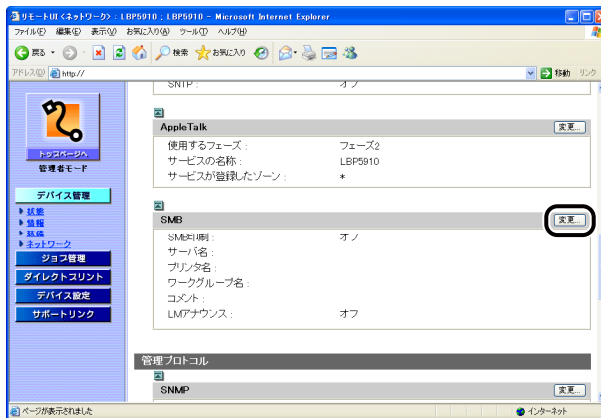 リモートUI <ネットワーク> : LBP5910 ; LBP5910 - Microsoft Internet Explorer
ファイル(F) 編集(E) 表示(V) お気に入り(A) ツール(T) ヘルプ(H)
戻る 検索 お気に入り
アドレス(D) http:// 移動 リンク
SNTP : オフ
AppleTalk 変更...
使用するフェーズ : フェーズ2
サービスの名称 : LBP5910
サービスが登録したゾーン : *
トップページへ
管理者モード
デバイス管理
状態
情報
装備
ネットワーク
ジョブ管理
ダイレクトプリント
デバイス設定
サポートリンク
SMB 変更...
SMB印刷 : オフ
サーバ名 :
プリンタ名 :
ワークグループ名 :
コメント :
LMアナウンス : オフ
管理プロトコル
SNMP 変更...
ページが表示されました インターネット